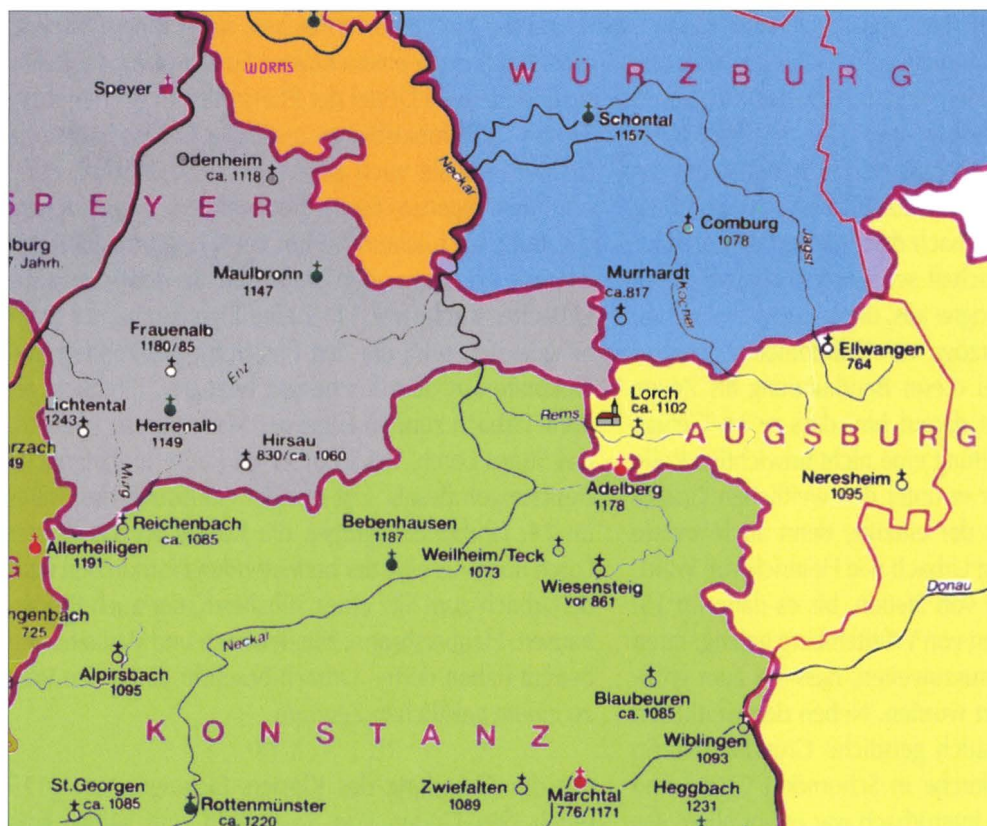 WORMS
WÜRZBURG
Speyer
Schöntal
1157
Neckar
Odenheim
ca. 1118
SPEYER
Comburg
1078
Jagst
Kocher
Murrhardt
ca.817
Maulbronn
1147
Frauenalb
1180/85
Enz
Ellwangen
764
Lichtental
1243
Lorch
ca. 1102
Rems
Herrenalb
1149
AUGSBURG
Hirsau
830/ca. 1060
Murg
Neresheim
1095
Adelberg
1178
Reichenbach
ca. 1085
Bebenhausen
1187
Allerheiligen
1191
Weilheim/Teck
1073
Wiesensteig
vor 861
Donau
ngenbach
725
Neckar
Alpirsbach
1095
Blaubeuren
ca. 1085
KONSTANZ
Wiblingen
1093
St.Georgen
ca. 1085
Rottenmünster
ca. 1220
Zwiefalten
1089
Marchtal
776/1171
Heggbach
1231